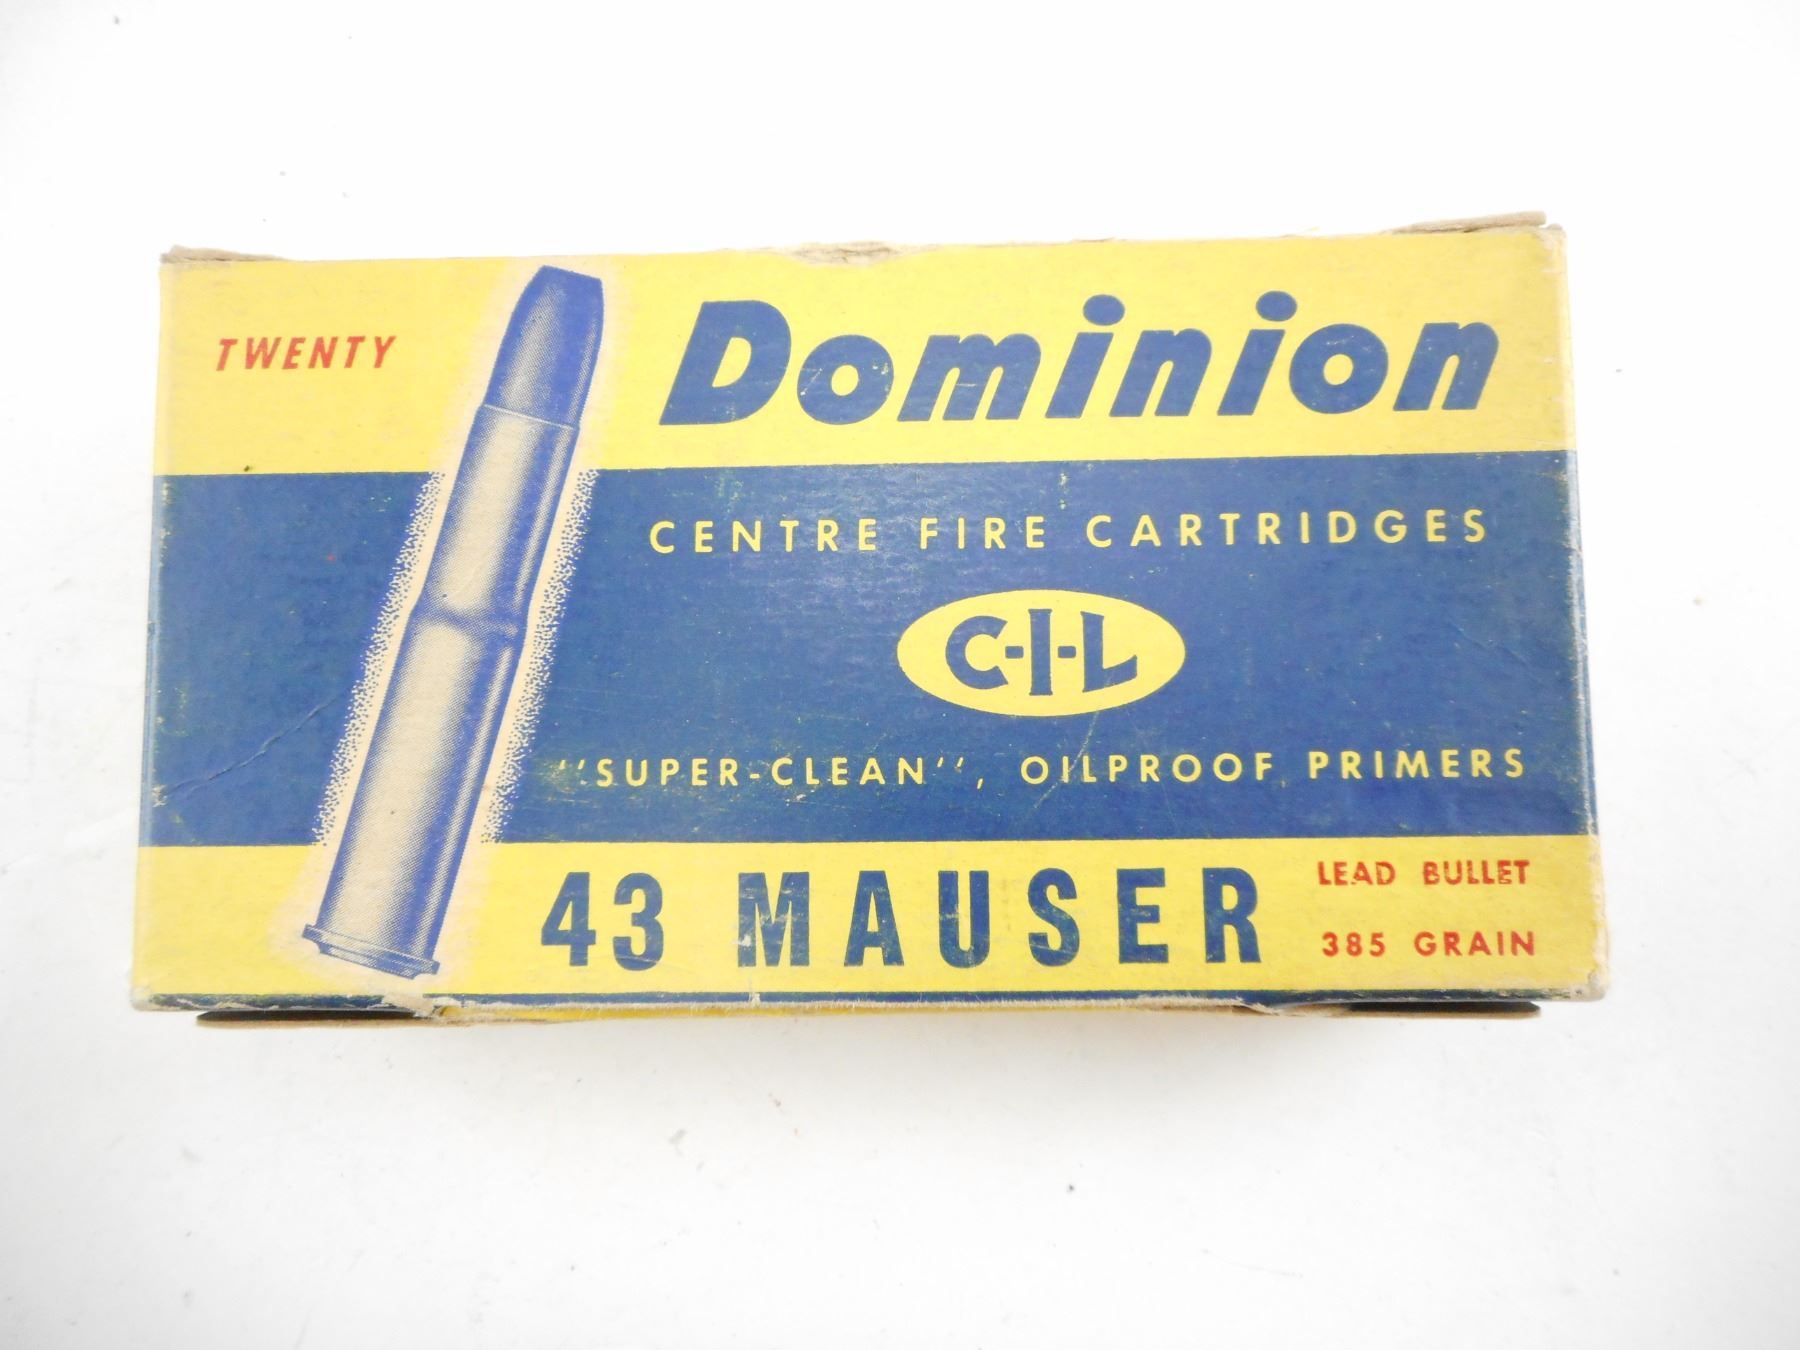 TWENTY
Dominion
CENTRE FIRE CARTRIDGES
C-I-L
"SUPER-CLEAN", OILPROOF PRIMERS
43 MAUSER
LEAD BULLET
385 GRAIN